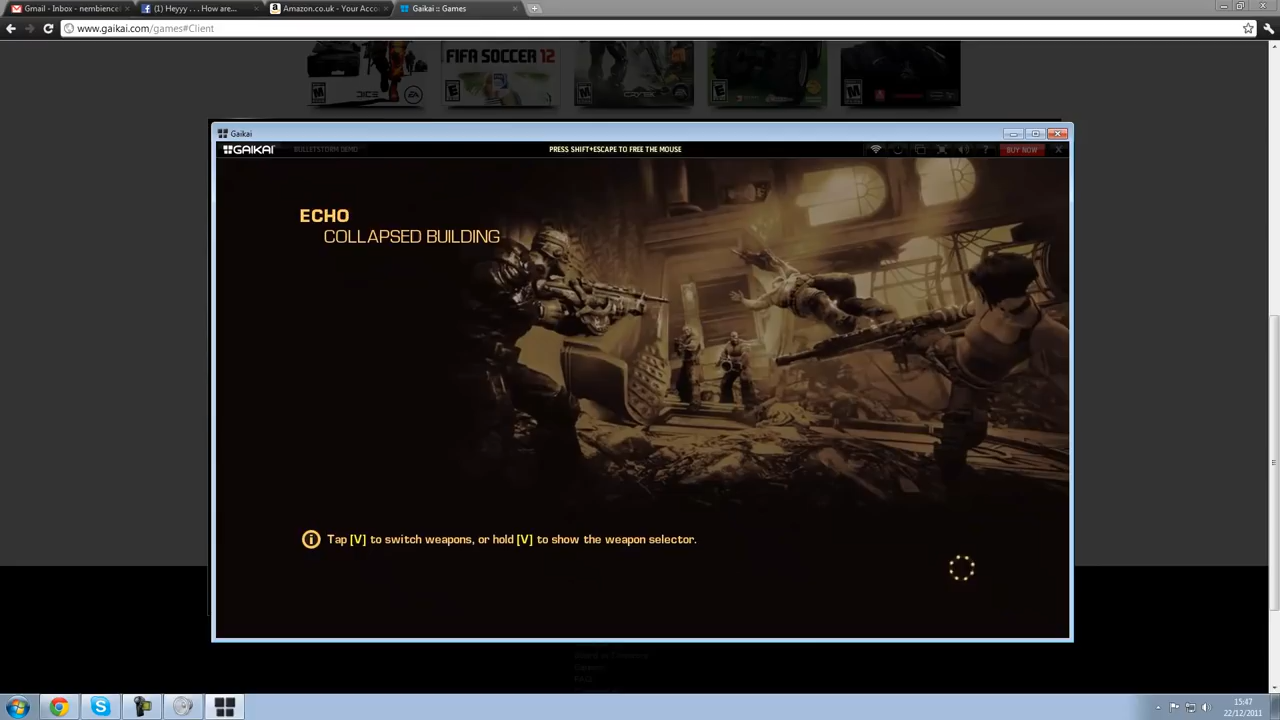 Gmail - Inbox - nembience
(1) Heyyy . . . How are...
Amazon.co.uk - Your Acco
Gaikai :: Games
www.gaikai.com/games#Client
DICE
EA
FIFA SOCCER 12
Gaikai
GAIKAI
BULLETSTORM DEMO
PRESS SHIFT+ESCAPE TO FREE THE MOUSE
BUY NOW
ECHO
COLLAPSED BUILDING
Tap [V] to switch weapons, or hold [V] to show the weapon selector.
15:47
22/12/2011